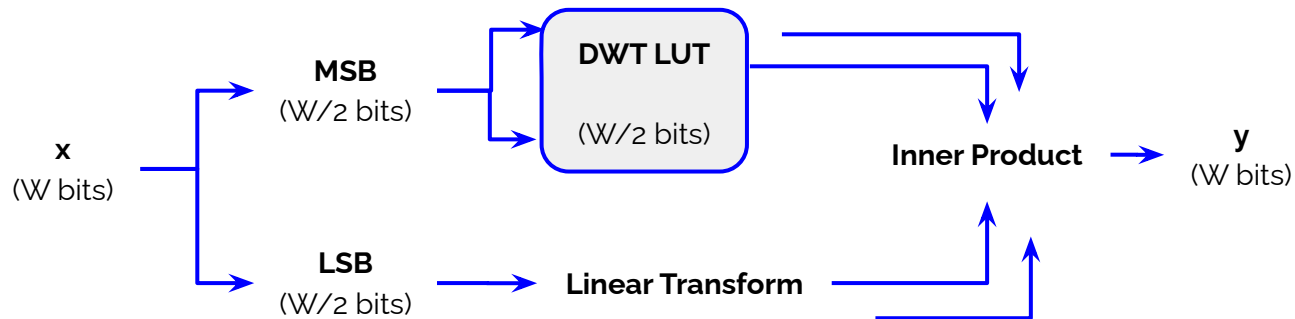 x
(W bits)
MSB
(W/2 bits)
LSB
(W/2 bits)
DWT LUT
(W/2 bits)
Linear Transform
Inner Product
y
(W bits)